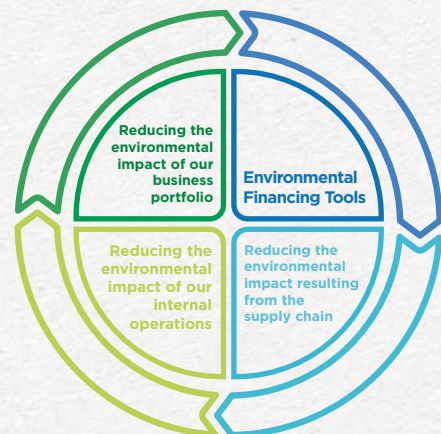 Reducing the
environmental
impact of our
business
portfolio
Environmental
Financing Tools
Reducing the
environmental
impact of our
internal
operations
Reducing the
environmental
impact resulting
from the
supply chain